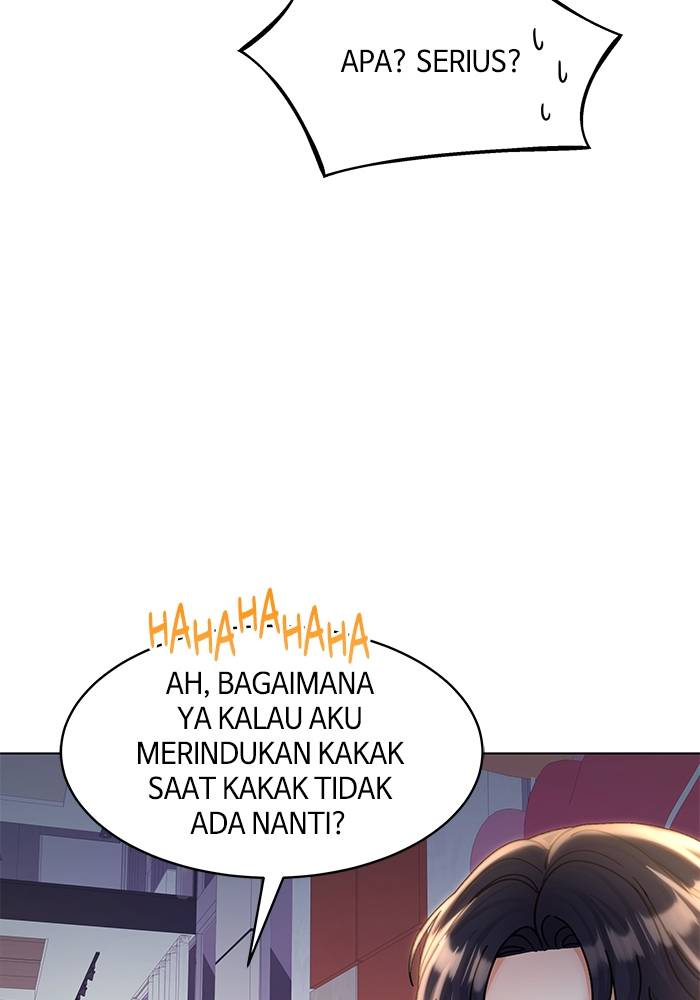 APA? SERIUS?
HAHAHAHAHA
AH, BAGAIMANA
YA KALAU AKU
MERINDUKAN KAKAK
SAAT KAKAK TIDAK
ADA NANTI?